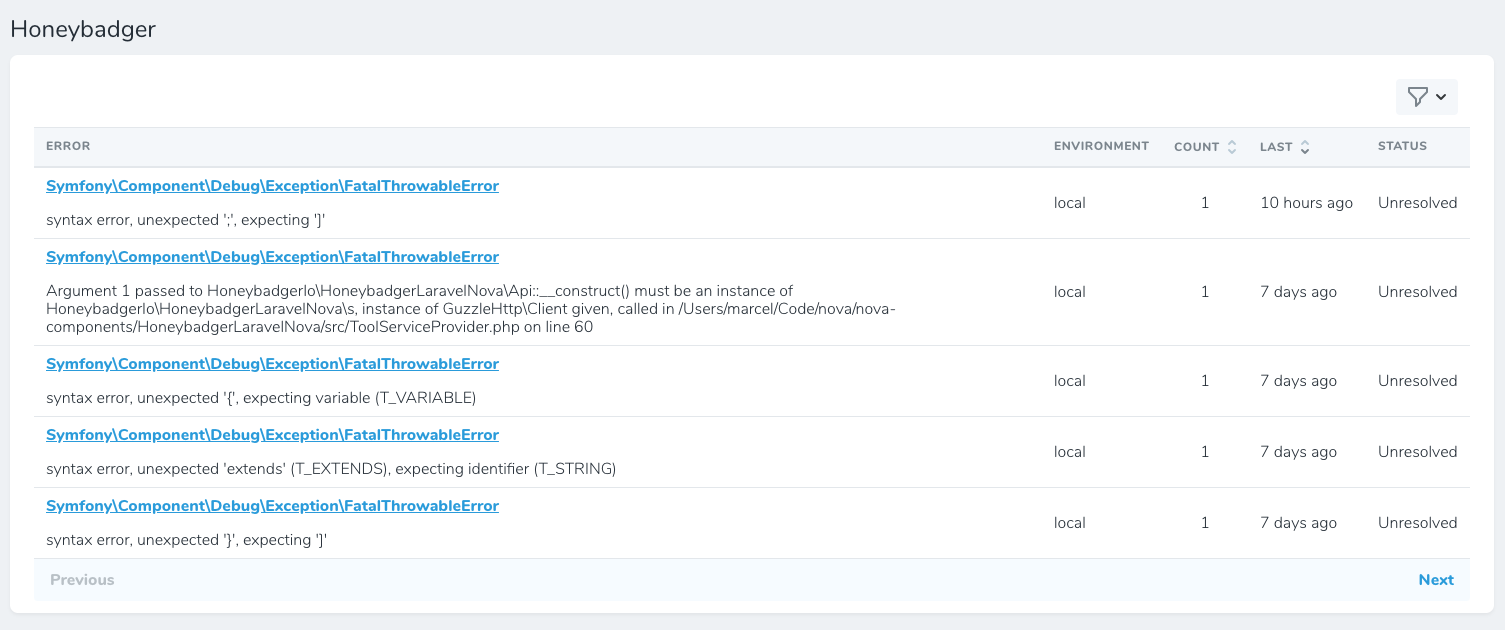 Honeybadger
ERROR ENVIRONMENT COUNT LAST STATUS
Symfony\Component\Debug\Exception\FatalThrowableError
syntax error, unexpected ';', expecting ']'
local 1 10 hours ago Unresolved
Symfony\Component\Debug\Exception\FatalThrowableError
Argument 1 passed to HoneybadgerIo\HoneybadgerLaravelNova\Api::__construct() must be an instance of
HoneybadgerIo\HoneybadgerLaravelNova\s, instance of GuzzleHttp\Client given, called in /Users/marcel/Code/nova/nova-
components/HoneybadgerLaravelNova/src/ToolServiceProvider.php on line 60
local 1 7 days ago Unresolved
Symfony\Component\Debug\Exception\FatalThrowableError
syntax error, unexpected '{', expecting variable (T_VARIABLE)
local 1 7 days ago Unresolved
Symfony\Component\Debug\Exception\FatalThrowableError
syntax error, unexpected 'extends' (T_EXTENDS), expecting identifier (T_STRING)
local 1 7 days ago Unresolved
Symfony\Component\Debug\Exception\FatalThrowableError
syntax error, unexpected '}', expecting ']'
local 1 7 days ago Unresolved
Previous Next